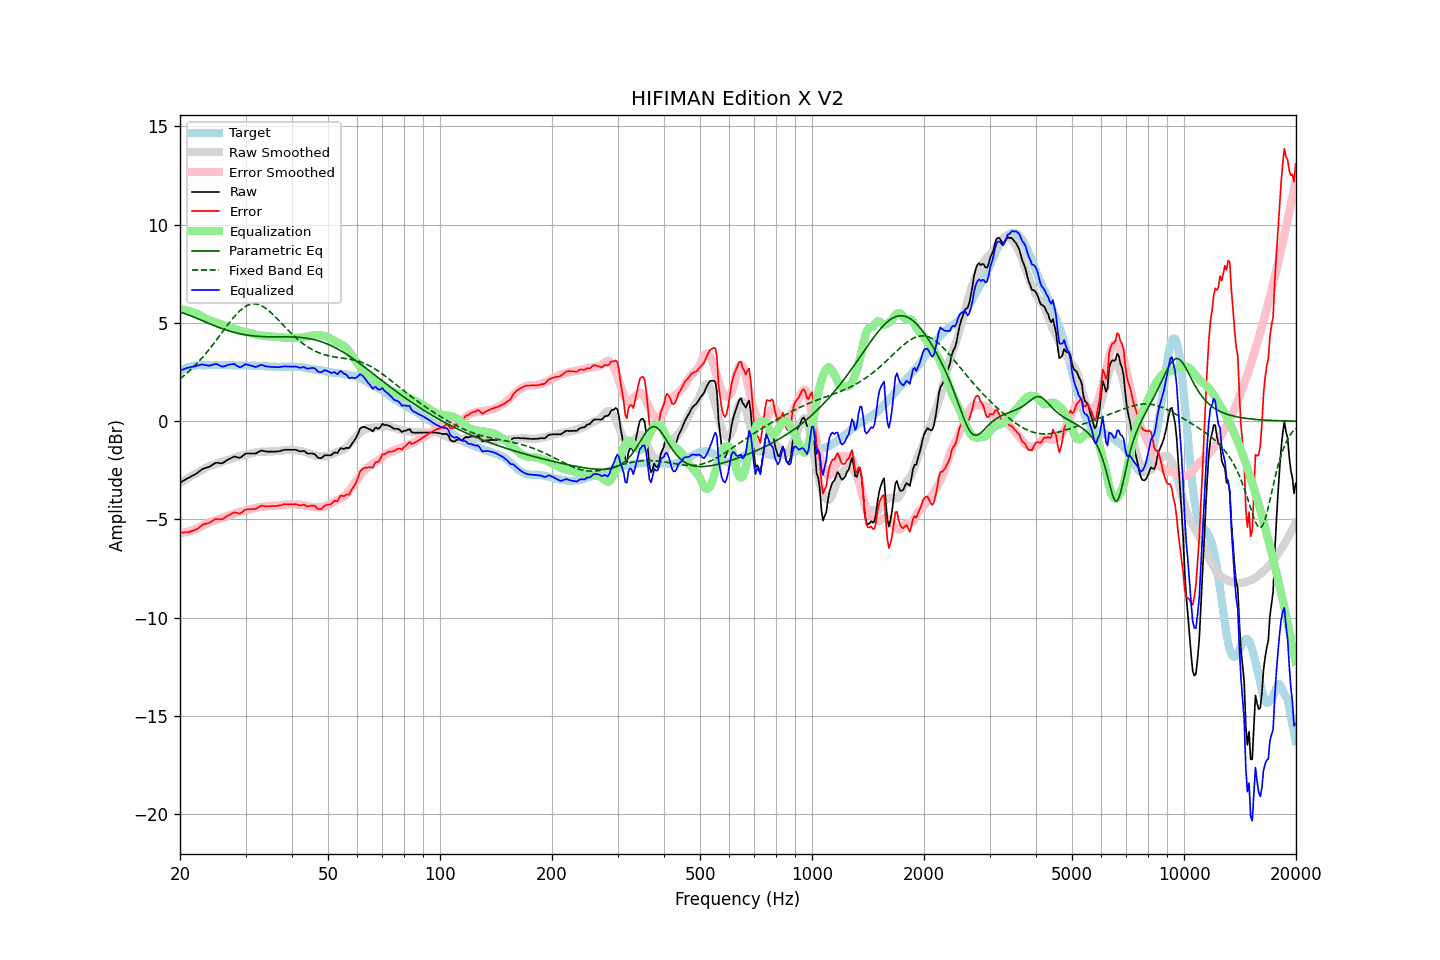 HIFIMAN Edition X V2
Target
Raw Smoothed
Error Smoothed
Raw
Error
Equalization
Parametric Eq
Fixed Band Eq
Equalized
15
10
5
0
−5
−10
−15
−20
Amplitude (dBr)
20
50
100
200
500
1000
2000
5000
10000
20000
Frequency (Hz)